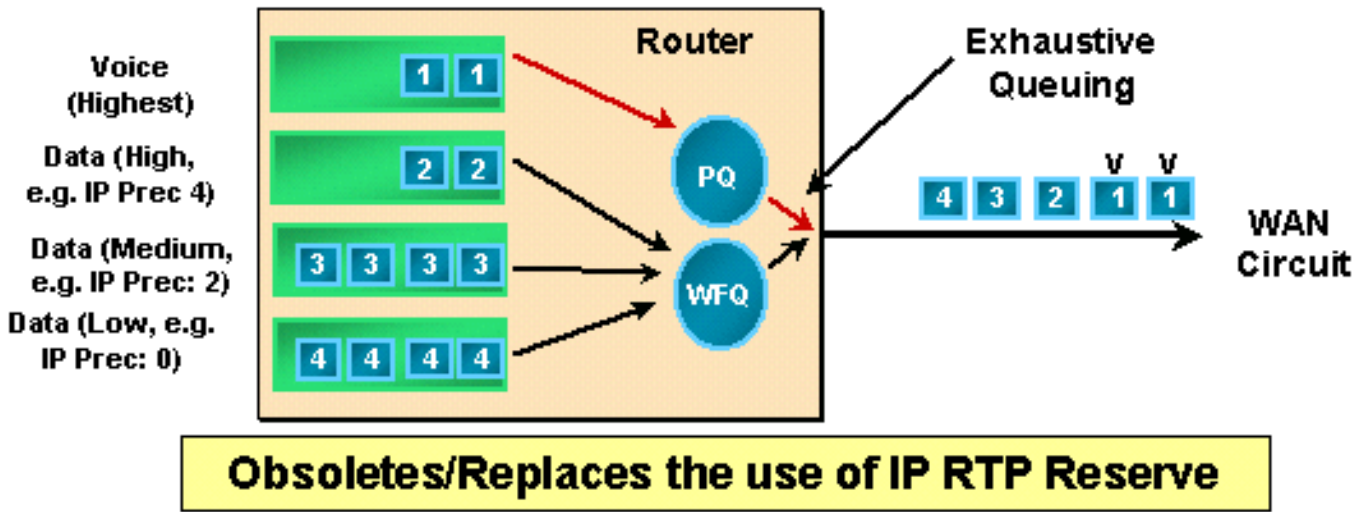 Router
Exhaustive
Queuing
Voice
(Highest)
1 1
Data (High,
e.g. IP Prec 4)
2 2
Data (Medium,
e.g. IP Prec: 2)
3 3 3 3
Data (Low, e.g.
IP Prec: 0)
4 4 4 4
PQ
WFQ
V V
4 3 2 1 1
WAN
Circuit
Obsoletes/Replaces the use of IP RTP Reserve